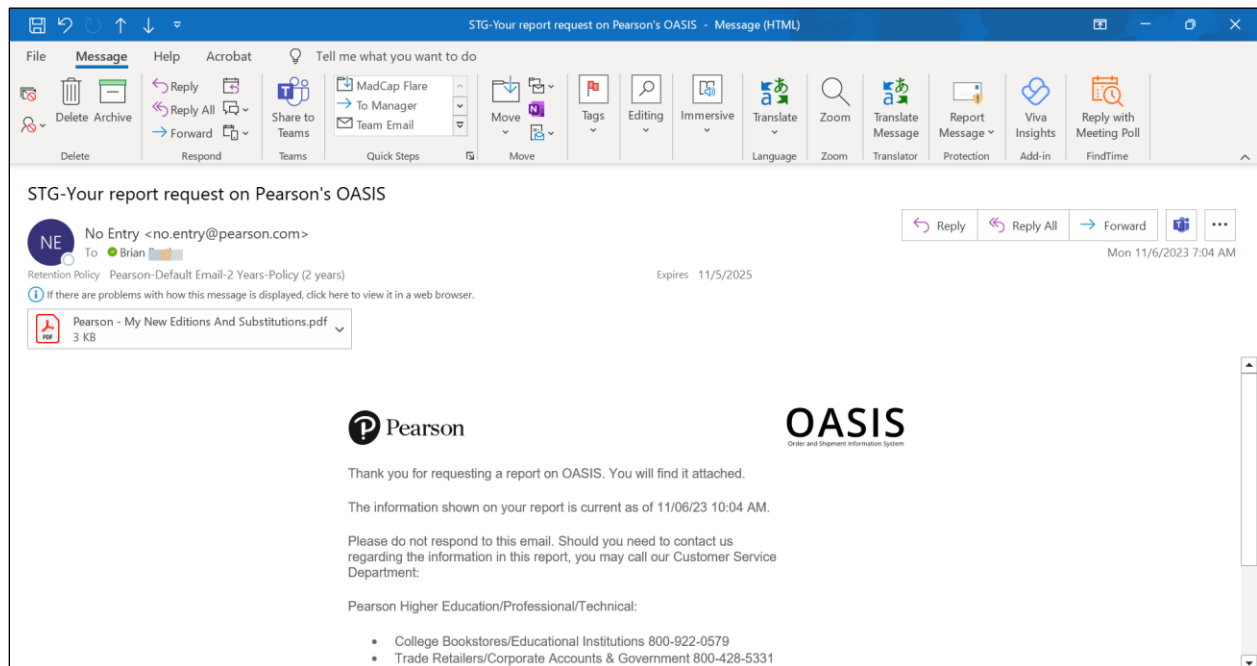 STG-Your report request on Pearson's OASIS - Message (HTML)
File Message Help Acrobat Tell me what you want to do
Delete Archive
Reply
Reply All
Forward
Share to Teams
MadCap Flare
To Manager
Team Email
Move
Tags
Editing
Immersive
Translate
Zoom
Translate Message
Report Message
Viva Insights
Reply with Meeting Poll
Delete Respond Teams Quick Steps Move Language Zoom Translator Protection Add-in FindTime
STG-Your report request on Pearson's OASIS
NE
No Entry <no.entry@pearson.com>
To Brian
Reply Reply All Forward
Mon 11/6/2023 7:04 AM
Retention Policy Pearson-Default Email-2 Years-Policy (2 years) Expires 11/5/2025
If there are problems with how this message is displayed, click here to view it in a web browser.
Pearson - My New Editions And Substitutions.pdf
PDF
3 KB
Pearson
OASIS
Order and Shipment Information System
Thank you for requesting a report on OASIS. You will find it attached.
The information shown on your report is current as of 11/06/23 10:04 AM.
Please do not respond to this email. Should you need to contact us
regarding the information in this report, you may call our Customer Service
Department:
Pearson Higher Education/Professional/Technical:
• College Bookstores/Educational Institutions 800-922-0579
• Trade Retailers/Corporate Accounts & Government 800-428-5331